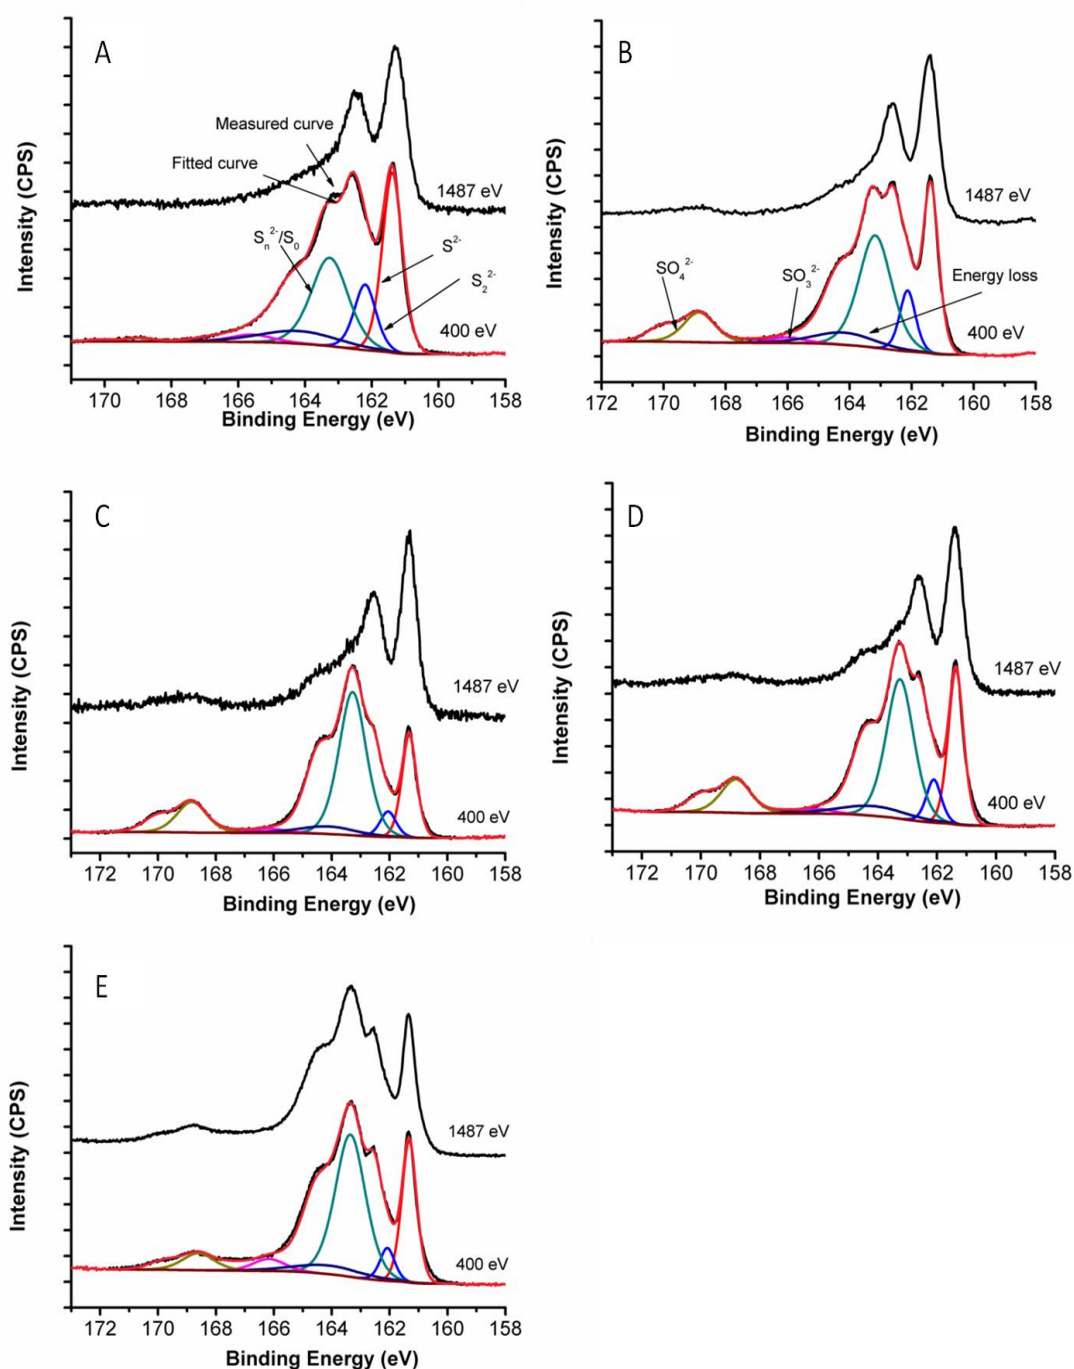 A
Intensity (CPS)
Measured curve
Fitted curve
1487 eV
Sn2-/S0
S2-
S22-
400 eV
170 168 166 164 162 160 158
Binding Energy (eV)
B
Intensity (CPS)
1487 eV
SO42-
SO32-
Energy loss
400 eV
172 170 168 166 164 162 160 158
Binding Energy (eV)
C
Intensity (CPS)
1487 eV
400 eV
172 170 168 166 164 162 160 158
Binding Energy (eV)
D
Intensity (CPS)
1487 eV
400 eV
172 170 168 166 164 162 160 158
Binding Energy (eV)
E
Intensity (CPS)
1487 eV
400 eV
172 170 168 166 164 162 160 158
Binding Energy (eV)